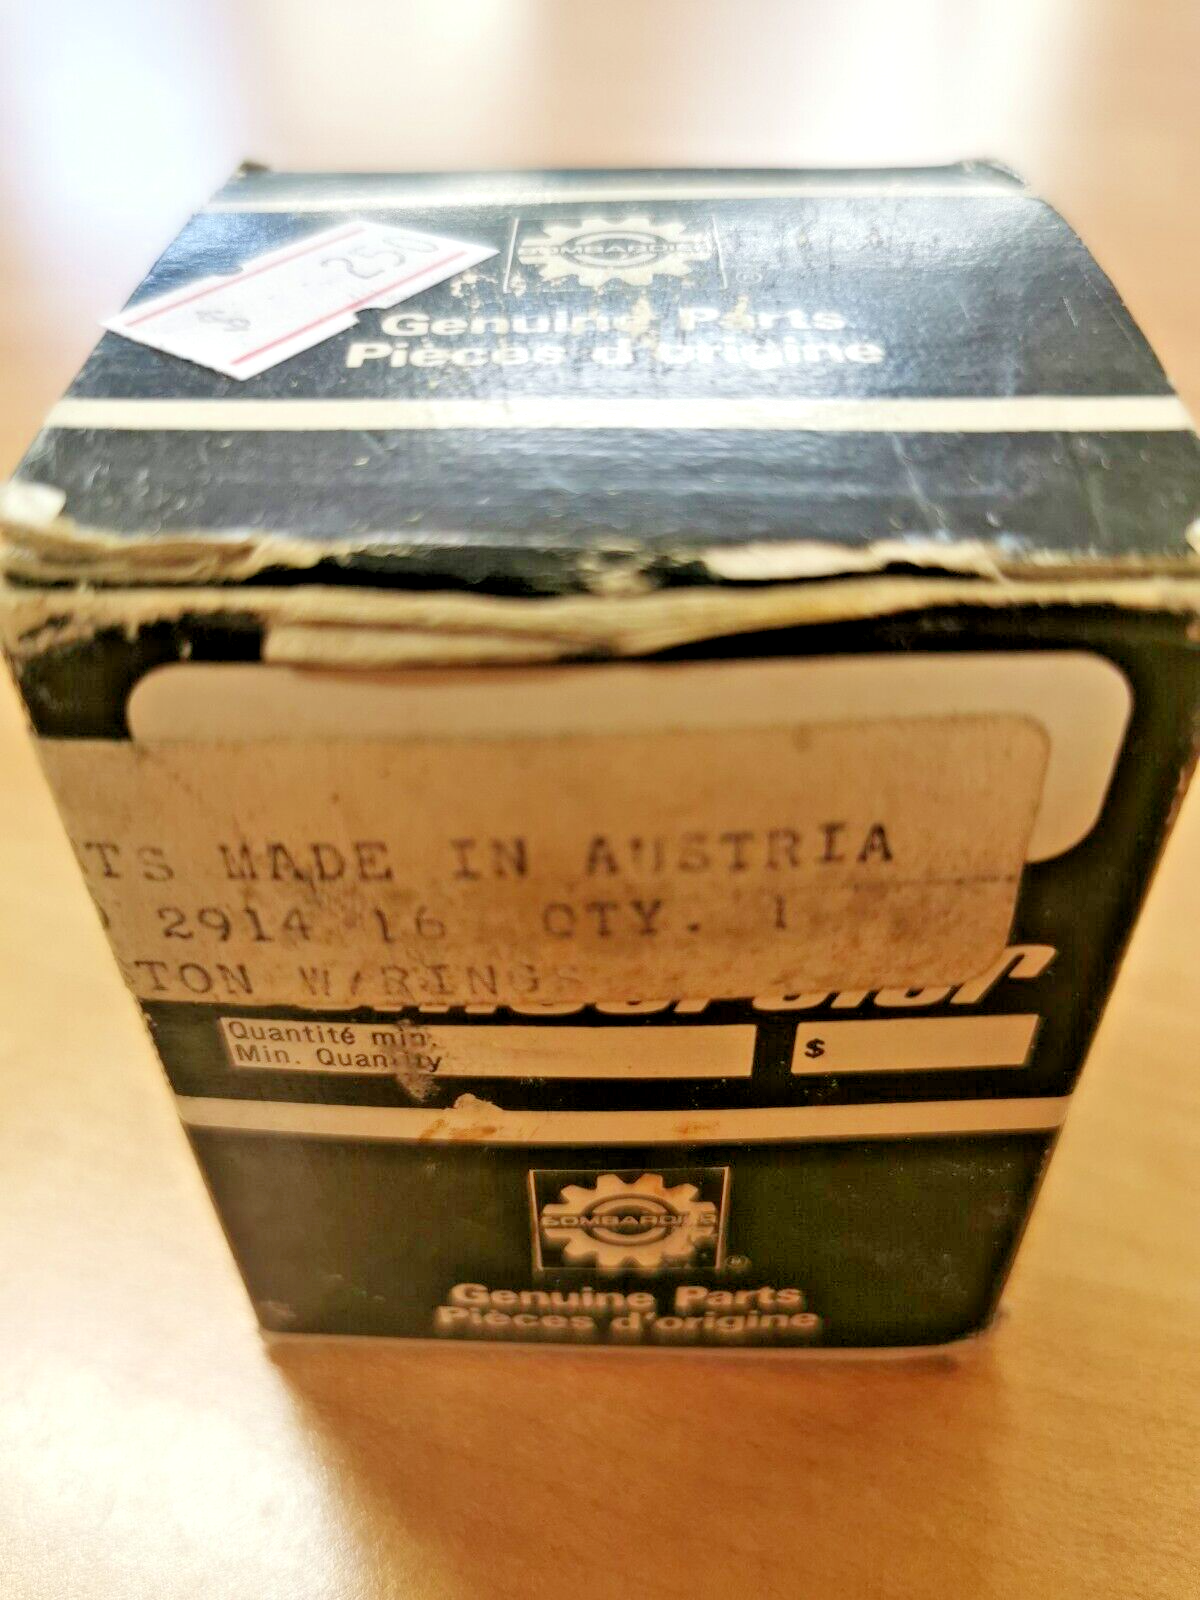 250
69
BOMBARDIER
®
Genuine Parts
Pièces d'origine
TS MADE IN AUSTRIA
2914 16 QTY. 1
TON W/RINGS
Quantité min.
Min. Quantity
$
BOMBARDIER
®
Genuine Parts
Pièces d'origine